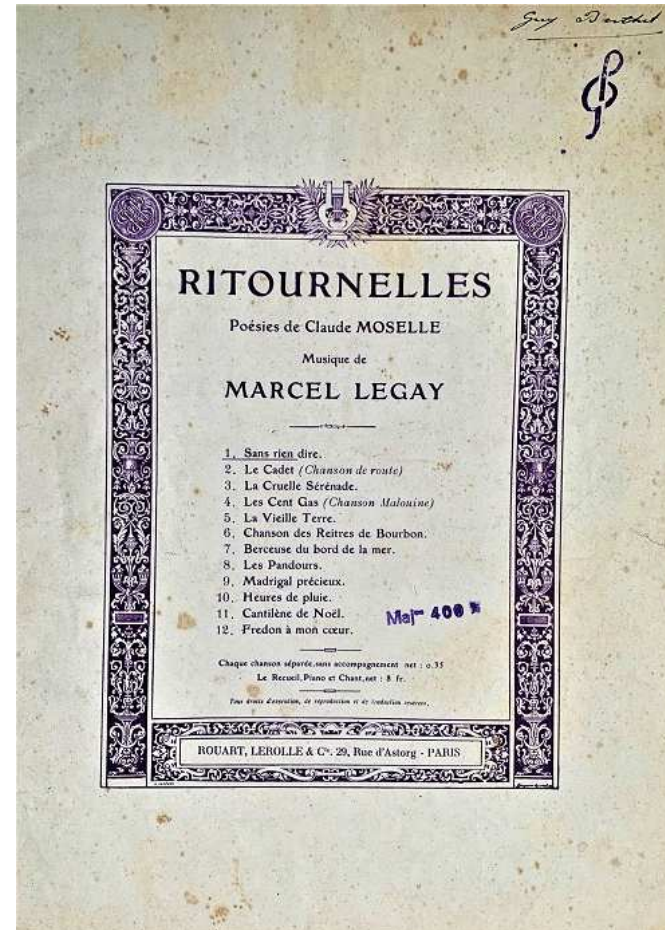 Guy Berthet
RITOURNELLES
Poésies de Claude MOSELLE
Musique de
MARCEL LEGAY
1. Sans rien dire.
2. Le Cadet (Chanson de route)
3. La Cruelle Sérénade.
4. Les Cent Gas (Chanson Malouine)
5. La Vieille Terre.
6. Chanson des Reitres de Bourbon.
7. Berceuse du bord de la mer.
8. Les Pandours.
9. Madrigal précieux.
10. Heures de pluie.
11. Cantilène de Noël.
Majon 400 %
12. Fredon à mon cœur.
Chaque chanson séparée, sans accompagnement net : 0.35
Le Recueil, Piano et Chant, net : 8 fr.
Tous droits d'exécution, de reproduction et de traduction réservés.
ROUART, LEROLLE & Cie. 29, Rue d'Astorg - PARIS